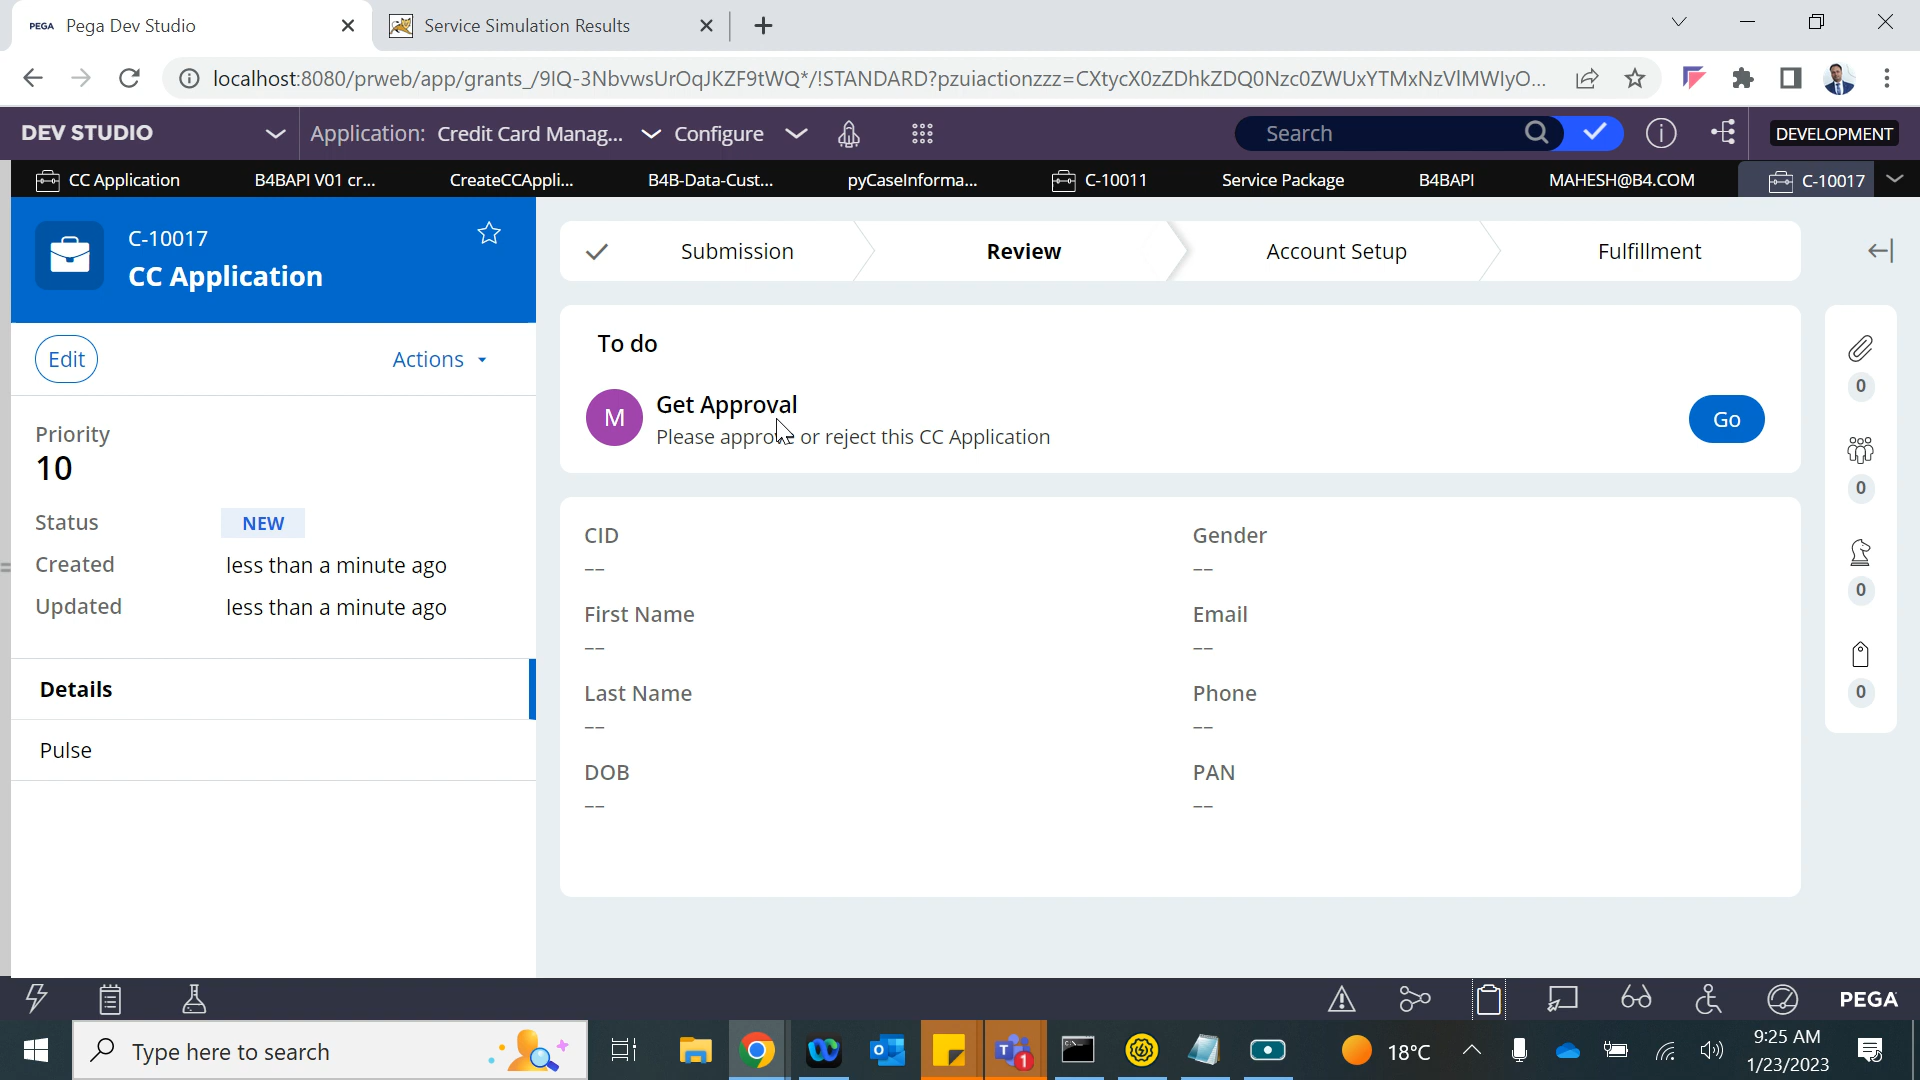 PEGA Pega Dev Studio
Service Simulation Results
localhost:8080/prweb/app/grants_/9IQ-3NbvwsUrOqJKZF9tWQ*/!STANDARD?pzuiactionzzz=CXtycX0zZDhkZDQ0Nzc0ZWUxYTMxNzVlMWIyO...
DEV STUDIO
Application: Credit Card Manag...
Configure
Search
DEVELOPMENT
CC Application
B4BAPI V01 cr...
CreateCCAppli...
B4B-Data-Cust...
pyCaseInforma...
C-10011
Service Package
B4BAPI
MAHESH@B4.COM
C-10017
C-10017
CC Application
Submission
Review
Account Setup
Fulfillment
Edit
Actions
Priority
10
Status NEW
Created less than a minute ago
Updated less than a minute ago
Details
Pulse
To do
M
Get Approval
Please approve or reject this CC Application
Go
CID
--
First Name
--
Last Name
--
DOB
--
Gender
--
Email
--
Phone
--
PAN
--
0
0
0
0
PEGA
Type here to search
1
18°C
9:25 AM
1/23/2023